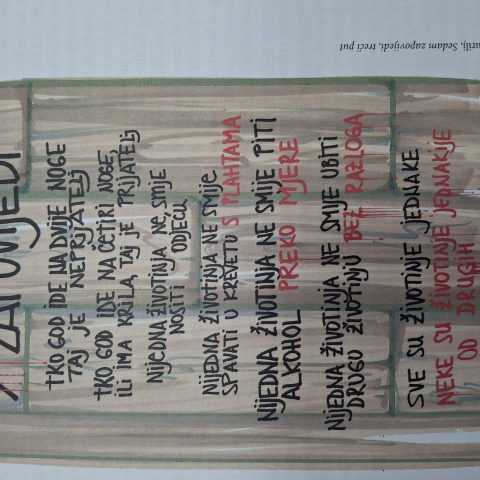 ZAPOVIJEDI
TKO GOD IDE NA DVIJE NOGE
TAJ JE NEPRIJATELJ
TKO GOD IDE NA ČETIRI NOGE,
ILI IMA KRILA, TAJ JE PRIJATELJ
NIJEDNA ŽIVOTINJA NE SMIJE
NOSITI ODJEĆU
NIJEDNA ŽIVOTINJA NE SMIJE
SPAVATI U KREVETU S PLAHTAMA
NIJEDNA ŽIVOTINJA NE SMIJE PITI
ALKOHOL PREKO MJERE
NIJEDNA ŽIVOTINJA NE SMIJE UBITI
DRUGU ŽIVOTINJU BEZ RAZLOGA
SVE SU ŽIVOTINJE JEDNAKE
NEKE SU ŽIVOTINJE JEDNAKIJE
OD DRUGIH
Sedam zapovijedi, treći put